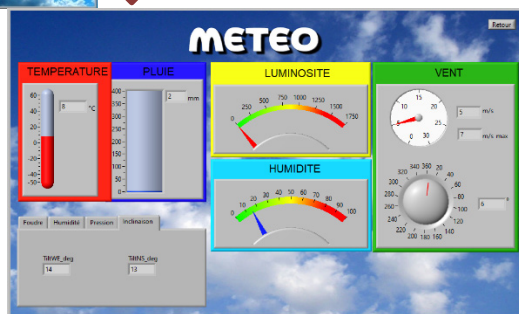 METEO
Retour
TEMPERATURE
60-
40-
20-
0-
-20-
-40-
-50-
8 °C
PLUIE
400-
350-
300-
250-
200-
150-
100-
50-
0-
2 mm
LUMINOSITE
0 250 500 750 1000 1250 1500 1750
HUMIDITE
0 10 20 30 40 50 60 70 80 90 100
VENT
0 5 10 15 20 25 30
5 m/s
7 m/s max
320 340 360 20
300 40
280 60
260 80
240 100
220 120
200 180 160 140
6 °
Foudre Humidité Pression Inclinaison
TiltWE_deg TiltNS_deg
14 13